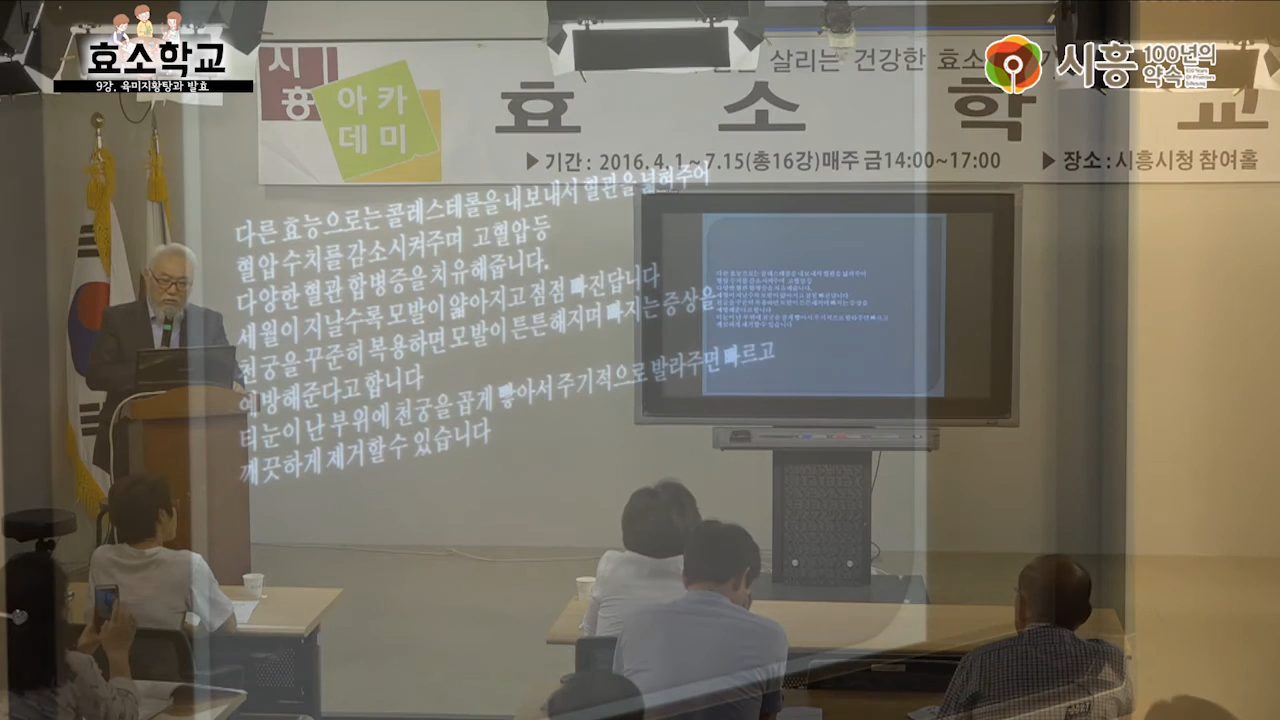 효소학교
9강. 육미지황탕과 발효
시흥
아카데미
살리는 건강한 효소
시흥 100년의 약속
효소학교
▶기간 : 2016. 4. 1 ~ 7.15(총16강)매주 금14:00~17:00 ▶장소 : 시흥시청 참여홀
다른 효능으로는 콜레스테롤을 내보내서 혈관을 넓혀주어
혈압 수치를 감소시켜주며 고혈압등
다양한 혈관 합병증을 치유해줍니다.
세월이 지날수록 모발이 얇아지고 점점 빠진답니다
천궁을 꾸준히 복용하면 모발이 튼튼해지며 빠지는 증상을
예방해준다고 합니다
티눈이 난 부위에 천궁을 곱게 빻아서 주기적으로 발라주면 빠르고
깨끗하게 제거할수 있습니다